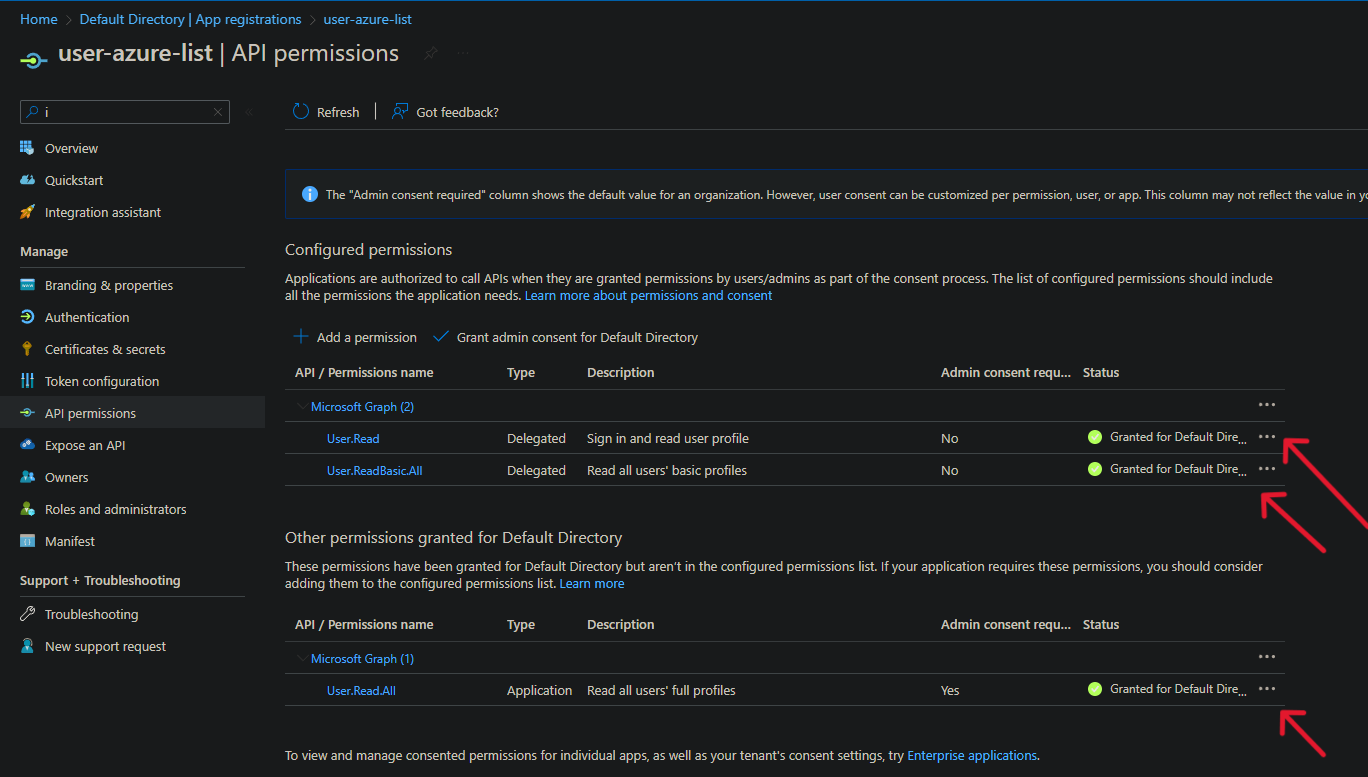 Home > Default Directory | App registrations > user-azure-list
user-azure-list | API permissions
i
Refresh | Got feedback?
Overview
Quickstart
Integration assistant
Manage
Branding & properties
Authentication
Certificates & secrets
Token configuration
API permissions
Expose an API
Owners
Roles and administrators
Manifest
Support + Troubleshooting
Troubleshooting
New support request
The "Admin consent required" column shows the default value for an organization. However, user consent can be customized per permission, user, or app. This column may not reflect the value in yo
Configured permissions
Applications are authorized to call APIs when they are granted permissions by users/admins as part of the consent process. The list of configured permissions should include
all the permissions the application needs. Learn more about permissions and consent
Add a permission Grant admin consent for Default Directory
API / Permissions name Type Description Admin consent requ... Status
Microsoft Graph (2) ...
User.Read Delegated Sign in and read user profile No Granted for Default Dire... ...
User.ReadBasic.All Delegated Read all users' basic profiles No Granted for Default Dire... ...
Other permissions granted for Default Directory
These permissions have been granted for Default Directory but aren't in the configured permissions list. If your application requires these permissions, you should consider
adding them to the configured permissions list. Learn more
API / Permissions name Type Description Admin consent requ... Status
Microsoft Graph (1) ...
User.Read.All Application Read all users' full profiles Yes Granted for Default Dire... ...
To view and manage consented permissions for individual apps, as well as your tenant's consent settings, try Enterprise applications.